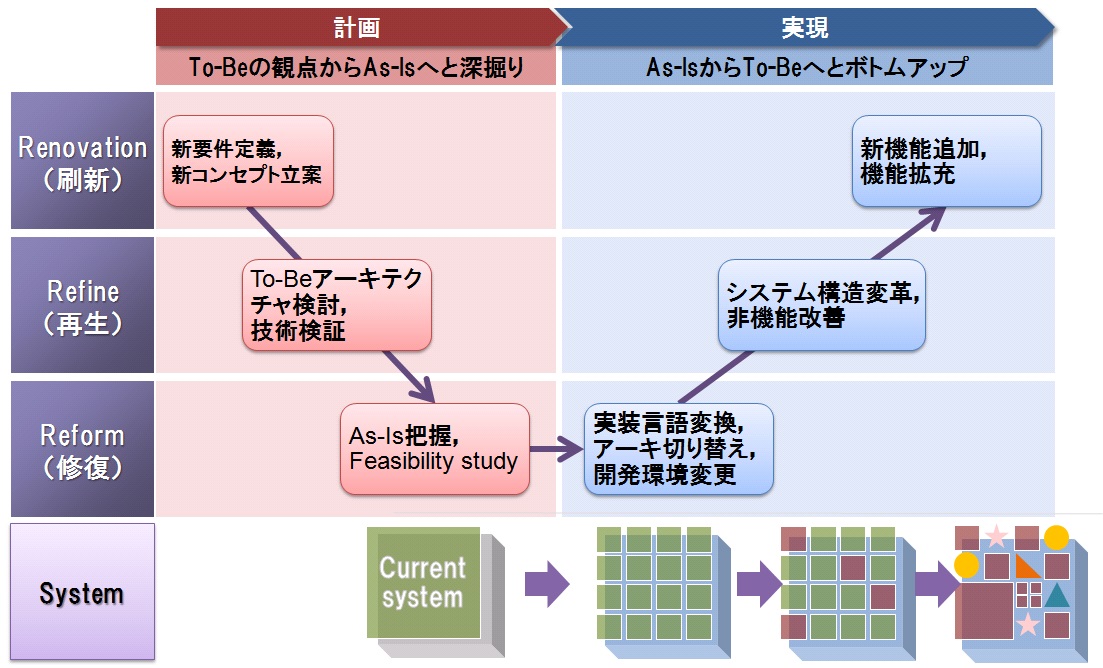 計画
実現
To-Beの観点からAs-Isへと深掘り
As-IsからTo-Beへとボトムアップ
Renovation
（刷新）
新要件定義,
新コンセプト立案
新機能追加,
機能拡充
Refine
（再生）
To-Beアーキテク
チャ検討,
技術検証
システム構造変革,
非機能改善
Reform
（修復）
As-Is把握,
Feasibility study
実装言語変換,
アーキ切り替え,
開発環境変更
System
Current
system